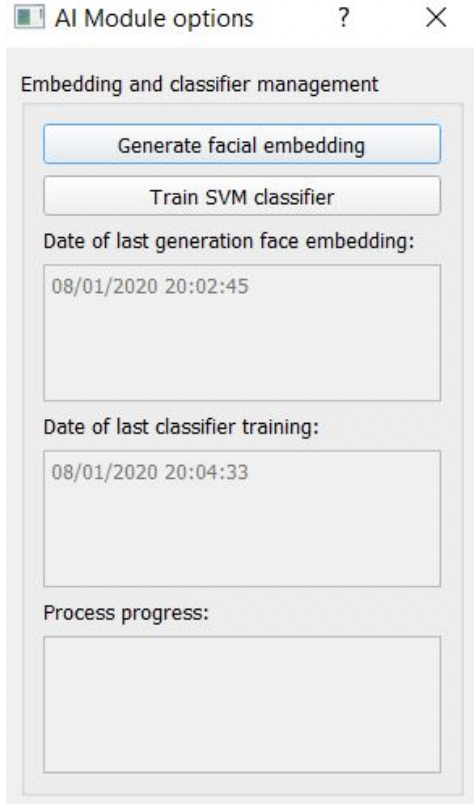 AI Module options ?
Embedding and classifier management
Generate facial embedding
Train SVM classifier
Date of last generation face embedding:
08/01/2020 20:02:45
Date of last classifier training:
08/01/2020 20:04:33
Process progress: